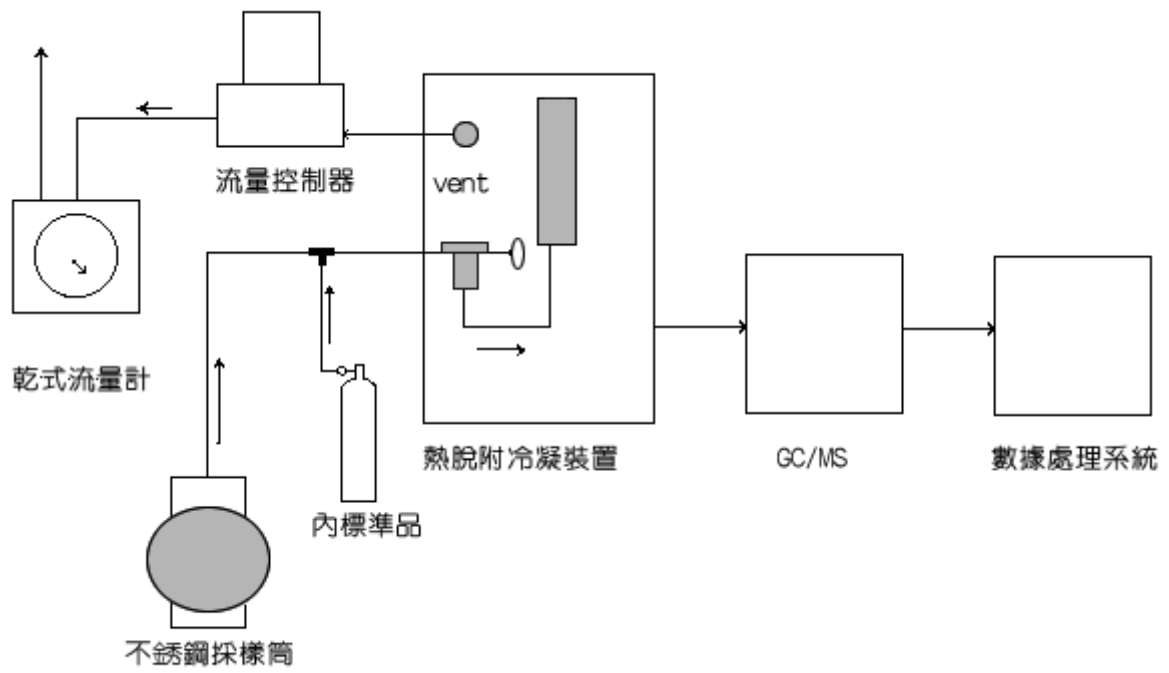 流量控制器
vent
乾式流量計
熱脫附冷凝裝置
GC/MS
數據處理系統
內標準品
不銹鋼採樣筒